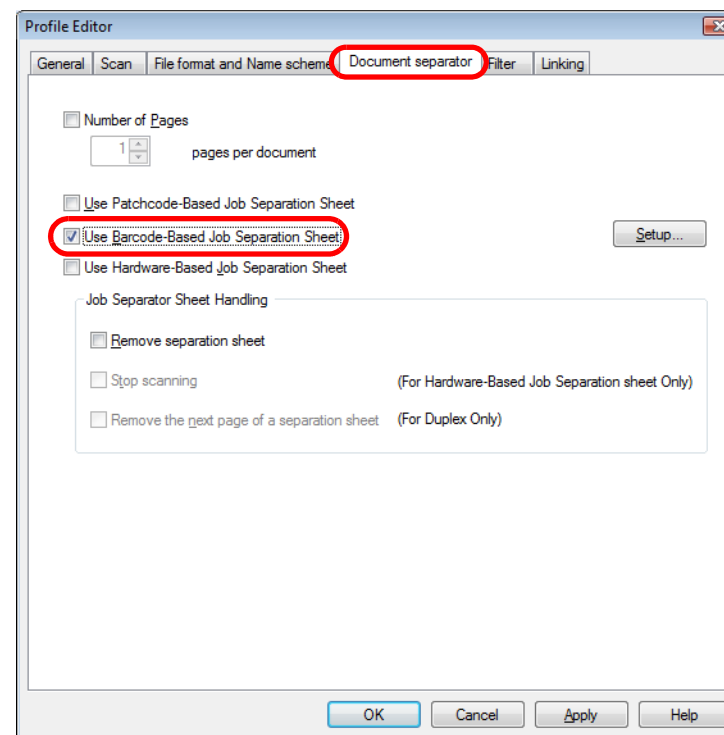 Profile Editor
General Scan File format and Name scheme Document separator Filter Linking
Number of Pages
1 pages per document
Use Patchcode-Based Job Separation Sheet
Use Barcode-Based Job Separation Sheet Setup...
Use Hardware-Based Job Separation Sheet
Job Separator Sheet Handling
Remove separation sheet
Stop scanning (For Hardware-Based Job Separation sheet Only)
Remove the next page of a separation sheet (For Duplex Only)
OK Cancel Apply Help